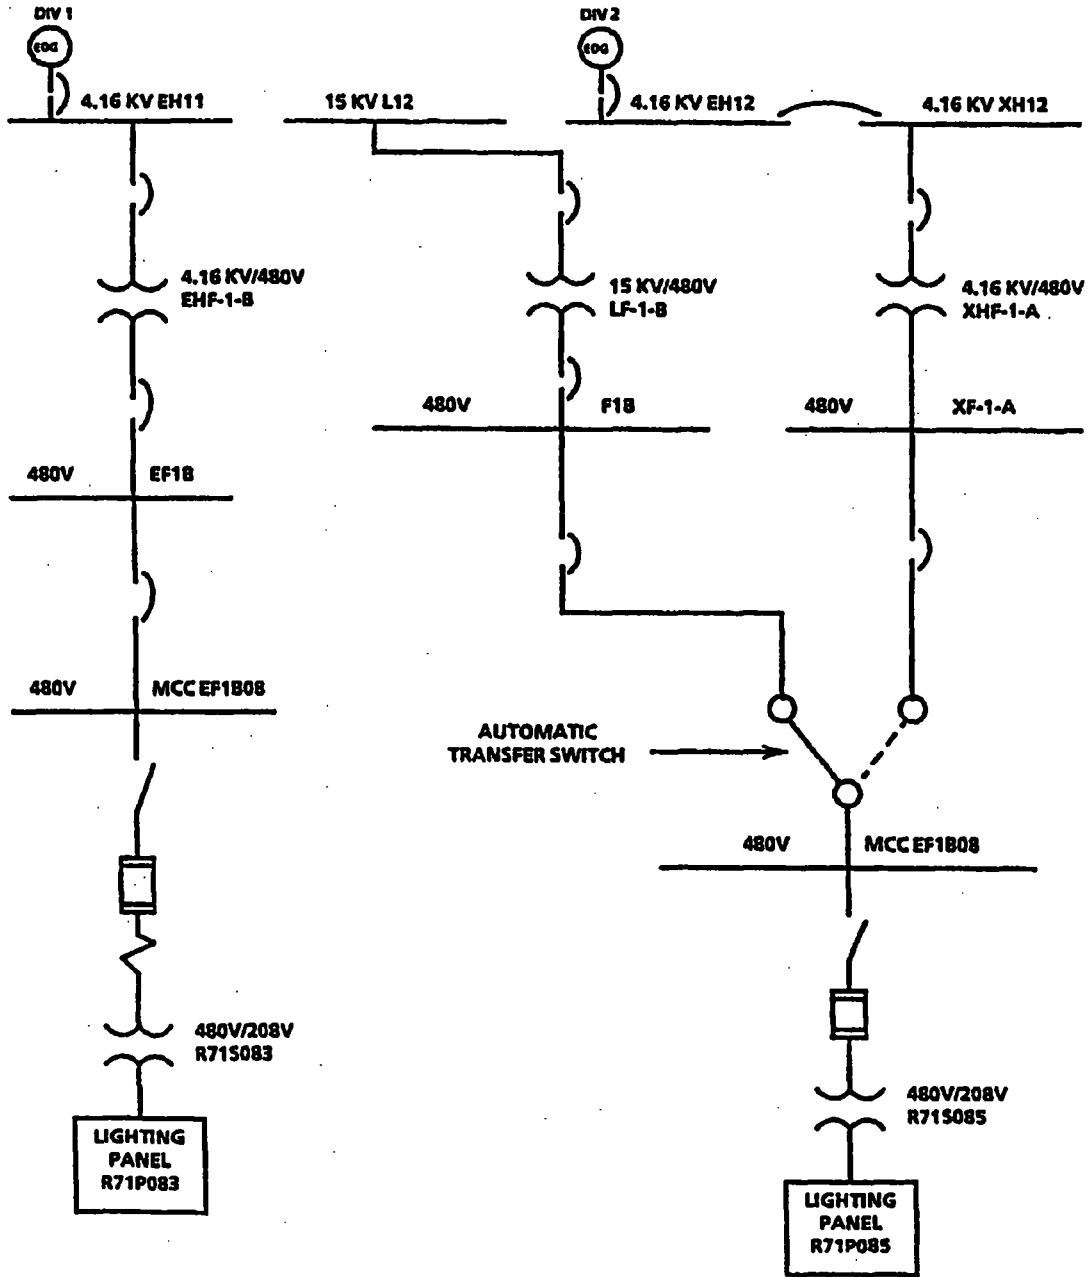 DIV 1
EDG
4.16 KV EH11
15 KV L12
DIV 2
EDG
4.16 KV EH12
4.16 KV XH12
4.16 KV/480V
EHF-1-B
15 KV/480V
LF-1-B
4.16 KV/480V
XHF-1-A
480V
F1B
480V
XF-1-A
480V
EF1B
480V
MCC EF1B08
AUTOMATIC
TRANSFER SWITCH
480V
MCC EF1B08
480V/208V
R71S083
480V/208V
R71S085
LIGHTING
PANEL
R71P083
LIGHTING
PANEL
R71P085